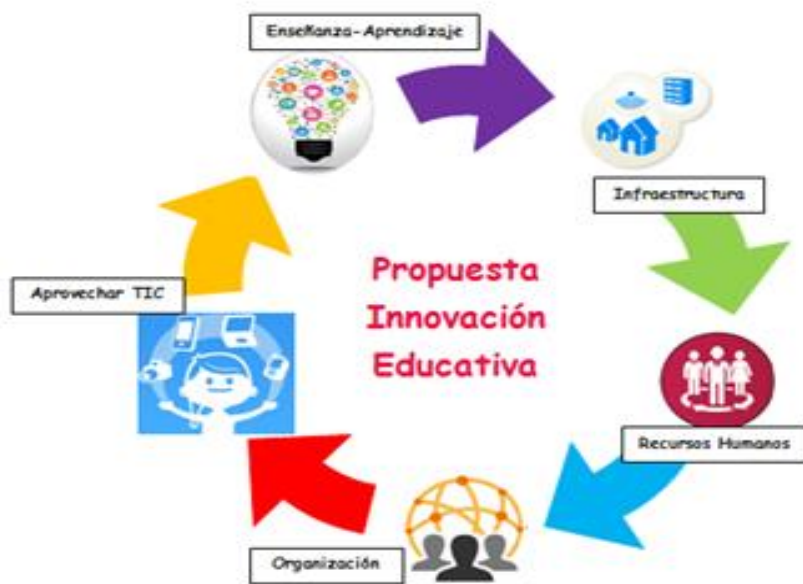 Enseñanza-Aprendizaje
Infraestructura
Aprovechar TIC
Propuesta
Innovación
Educativa
Recursos Humanos
Organización